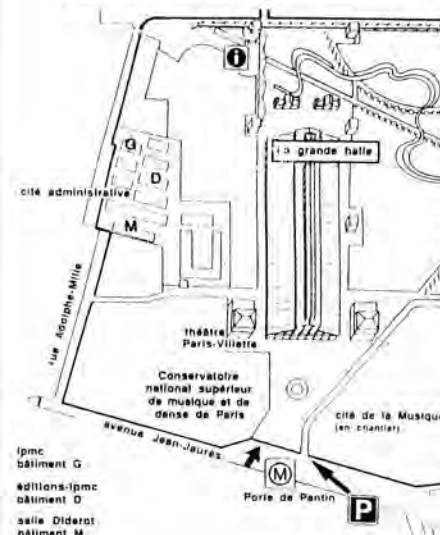 i
la grande halle
G
D
cité administrative
M
rue Adolphe-Mille
théâtre
Paris-Villette
Conservatoire
national supérieur
de musique et de
danse de Paris
cité de la Musique
(en chantier)
avenue Jean-Jaurès
ipmc
bâtiment G
M
éditions-ipmc
bâtiment D
Porte de Pantin
P
salle Diderot
bâtiment M